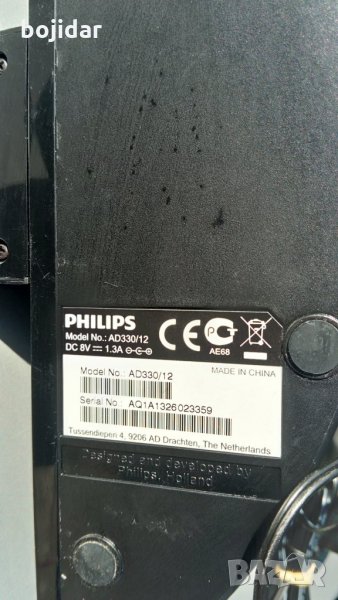 bojidar
PHILIPS
Model No.: AD330/12
DC 8V 1.3A
AE68
Model No.: AD330/12
MADE IN CHINA
Serial No.: AQ1A1326023359
Tussendiepen 4, 9206 AD Drachten, The Netherlands
Designed and developed by
Philips, Holland
BAZAR